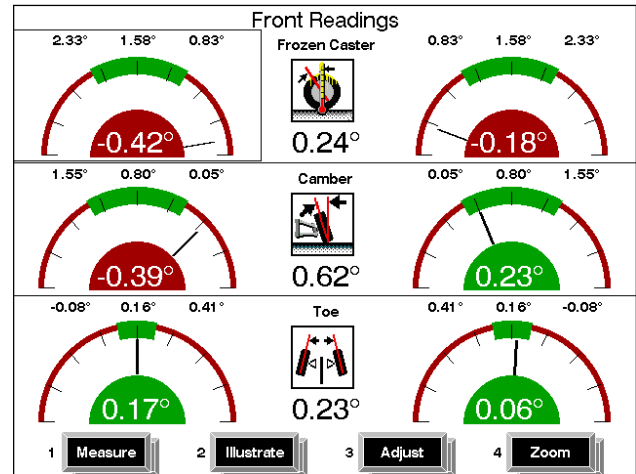 Front Readings
2.33° 1.58° 0.83° Frozen Caster 0.83° 1.58° 2.33°
-0.42° 0.24° -0.18°
1.55° 0.80° 0.05° Camber 0.05° 0.80° 1.55°
-0.39° 0.62° 0.23°
-0.08° 0.16° 0.41° Toe 0.41° 0.16° -0.08°
0.17° 0.23° 0.06°
1 Measure 2 Illustrate 3 Adjust 4 Zoom